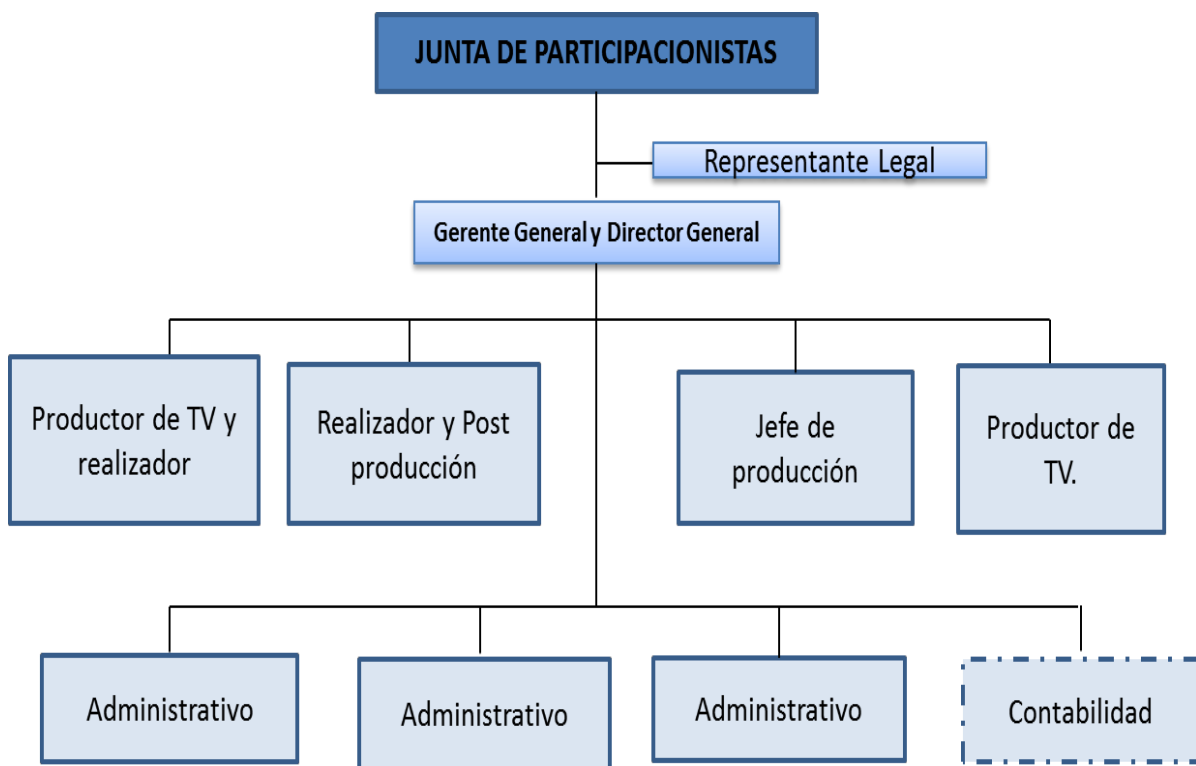 JUNTA DE PARTICIPACIONISTAS
Representante Legal
Gerente General y Director General
Productor de TV y
realizador
Realizador y Post
producción
Jefe de
producción
Productor de
TV.
Administrativo
Administrativo
Administrativo
Contabilidad